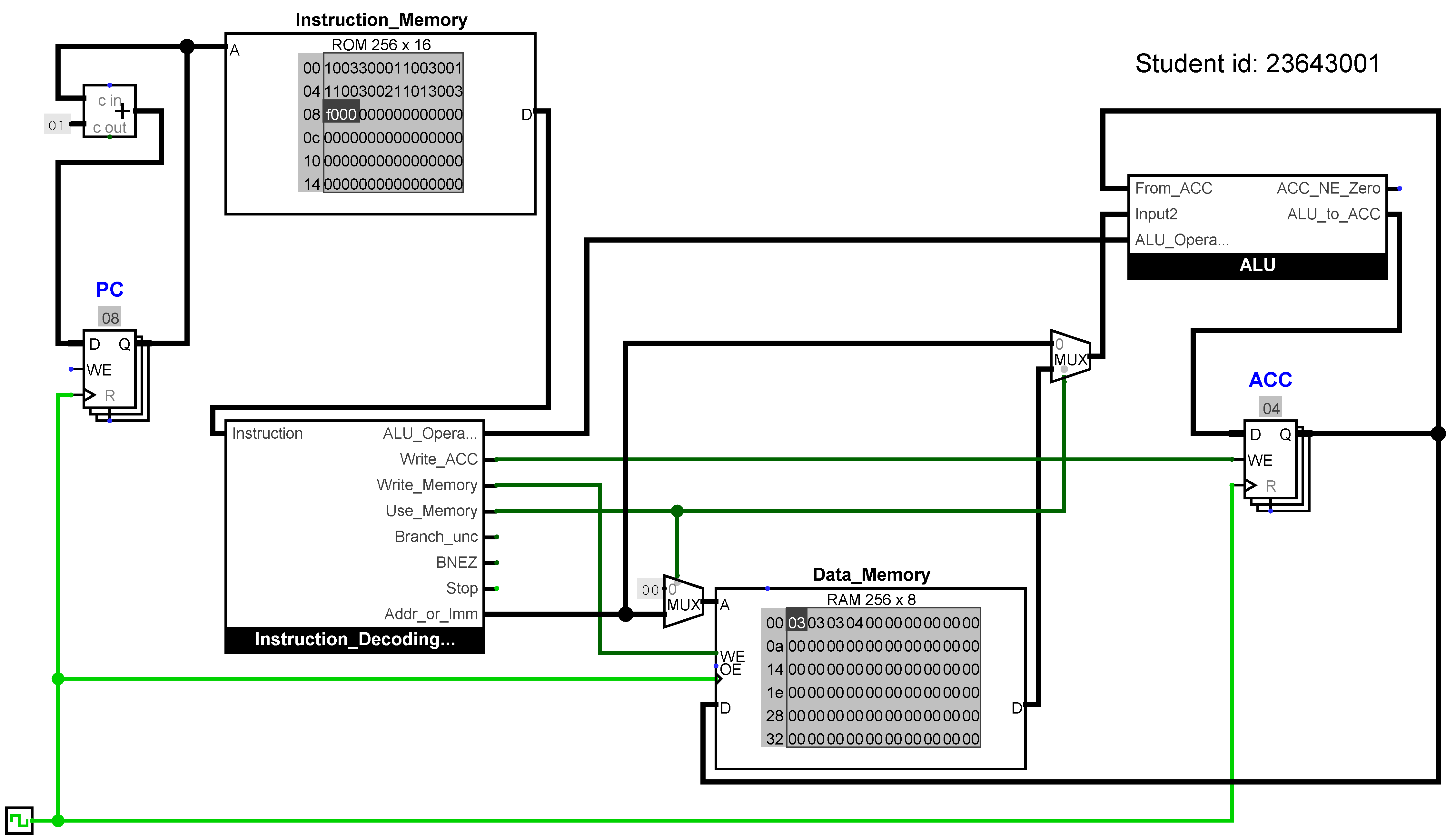 Instruction_Memory
ROM 256 x 16
A
00 1003300011003001
04 1100300211013003
08 f000000000000000
0c 0000000000000000
10 0000000000000000
14 0000000000000000
D
Student id: 23643001
c in
+
01
c out
From_ACC
ACC_NE_Zero
Input2
ALU_to_ACC
ALU_Opera...
ALU
PC
08
D Q
WE
R
0
MUX
ACC
04
D Q
WE
R
Instruction
ALU_Opera...
Write_ACC
Write_Memory
Use_Memory
Branch_unc
BNEZ
Stop
Addr_or_Imm
Instruction_Decoding...
00
0
MUX
Data_Memory
RAM 256 x 8
A
00 03 03 03 04 00 00 00 00 00 00
0a 00 00 00 00 00 00 00 00 00 00
14 00 00 00 00 00 00 00 00 00 00
1e 00 00 00 00 00 00 00 00 00 00
28 00 00 00 00 00 00 00 00 00 00
32 00 00 00 00 00 00 00 00 00 00
WE
OE
D
D